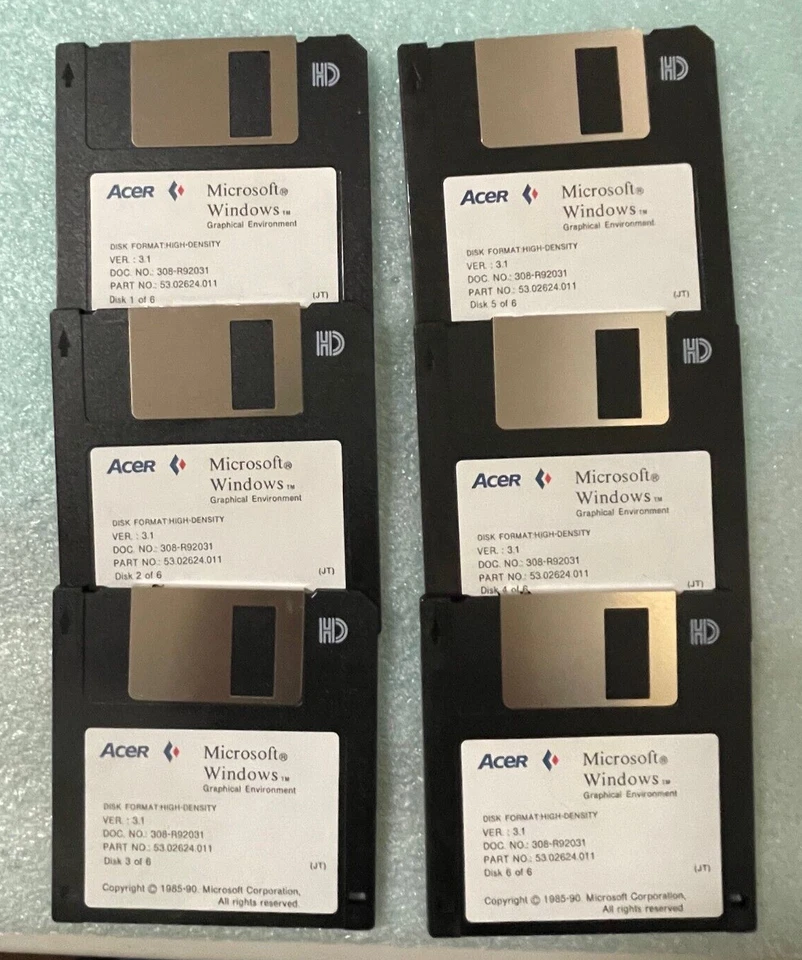 HD
Acer Microsoft®
Windows™
Graphical Environment
DISK FORMAT:HIGH-DENSITY
VER. : 3.1
DOC. NO.: 308-R92031
PART NO.: 53.02624.011
Disk 1 of 6 (JT)
HD
Acer Microsoft®
Windows™
Graphical Environment
DISK FORMAT:HIGH-DENSITY
VER. : 3.1
DOC. NO.: 308-R92031
PART NO.: 53.02624.011
Disk 2 of 6 (JT)
HD
Acer Microsoft®
Windows™
Graphical Environment
DISK FORMAT:HIGH-DENSITY
VER. : 3.1
DOC. NO.: 308-R92031
PART NO.: 53.02624.011
Disk 3 of 6 (JT)
Copyright © 1985-90. Microsoft Corporation,
All rights reserved.
HD
Acer Microsoft®
Windows™
Graphical Environment
DISK FORMAT:HIGH-DENSITY
VER. : 3.1
DOC. NO.: 308-R92031
PART NO.: 53.02624.011
Disk 5 of 6 (JT)
HD
Acer Microsoft®
Windows™
Graphical Environment
DISK FORMAT:HIGH-DENSITY
VER. : 3.1
DOC. NO.: 308-R92031
PART NO.: 53.02624.011
Disk 4 of 6 (JT)
HD
Acer Microsoft®
Windows™
Graphical Environment
DISK FORMAT:HIGH-DENSITY
VER. : 3.1
DOC. NO.: 308-R92031
PART NO.: 53.02624.011
Disk 6 of 6 (JT)
Copyright © 1985-90. Microsoft Corporation,
All rights reserved.